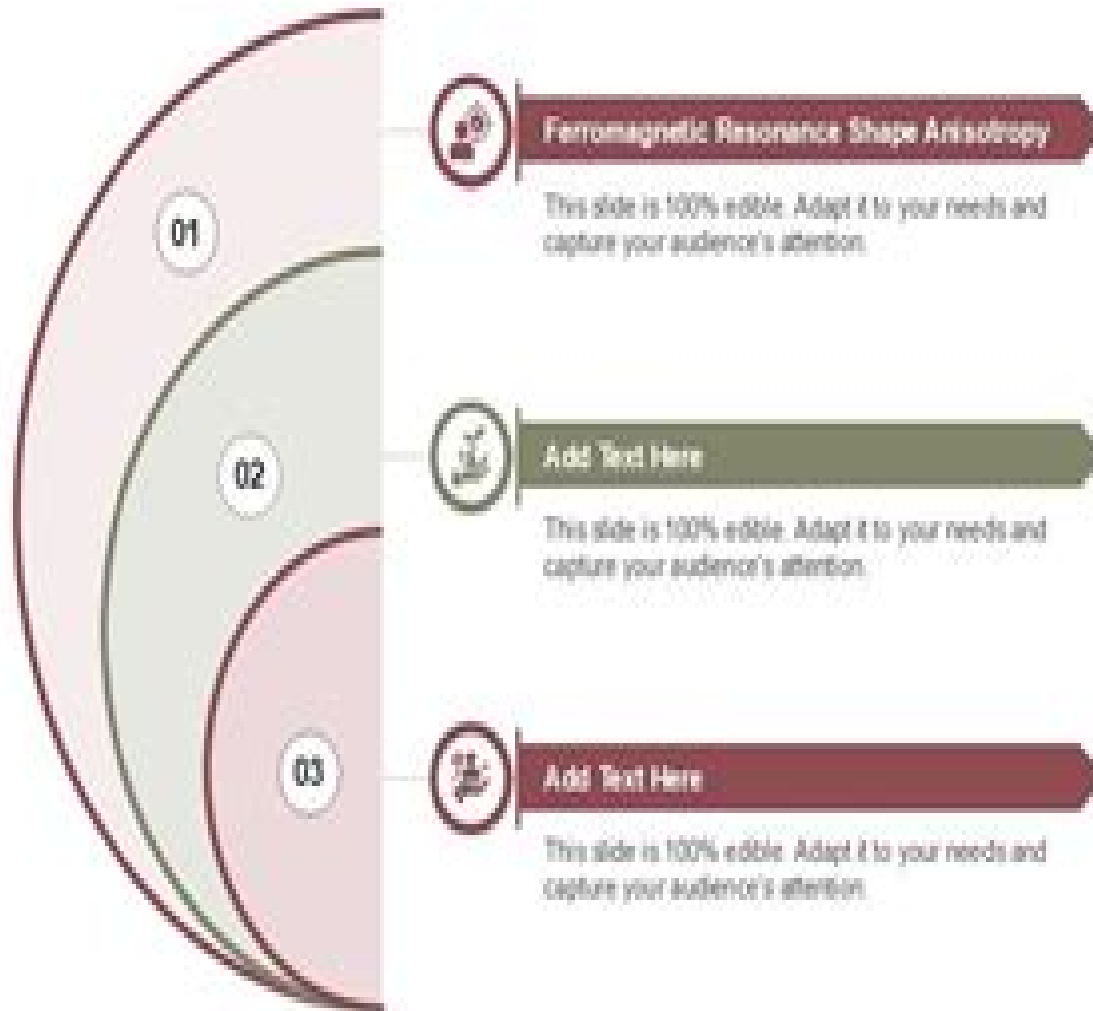 01
Ferromagnetic Resonance Shape Anisotropy
This slide is 100% edible. Adapt it to your needs and
capture your audience's attention.
02
Add Text Here
This slide is 100% edible. Adapt it to your needs and
capture your audience's attention.
03
Add Text Here
This slide is 100% edible. Adapt it to your needs and
capture your audience's attention.